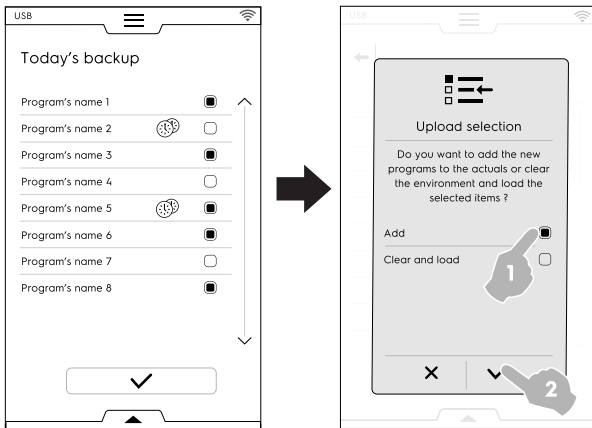 USB
Today's backup
Program's name 1
Program's name 2
Program's name 3
Program's name 4
Program's name 5
Program's name 6
Program's name 7
Program's name 8
USB
Upload selection
Do you want to add the new
programs to the actuals or clear
the environment and load the
selected items ?
Add
1
Clear and load
2